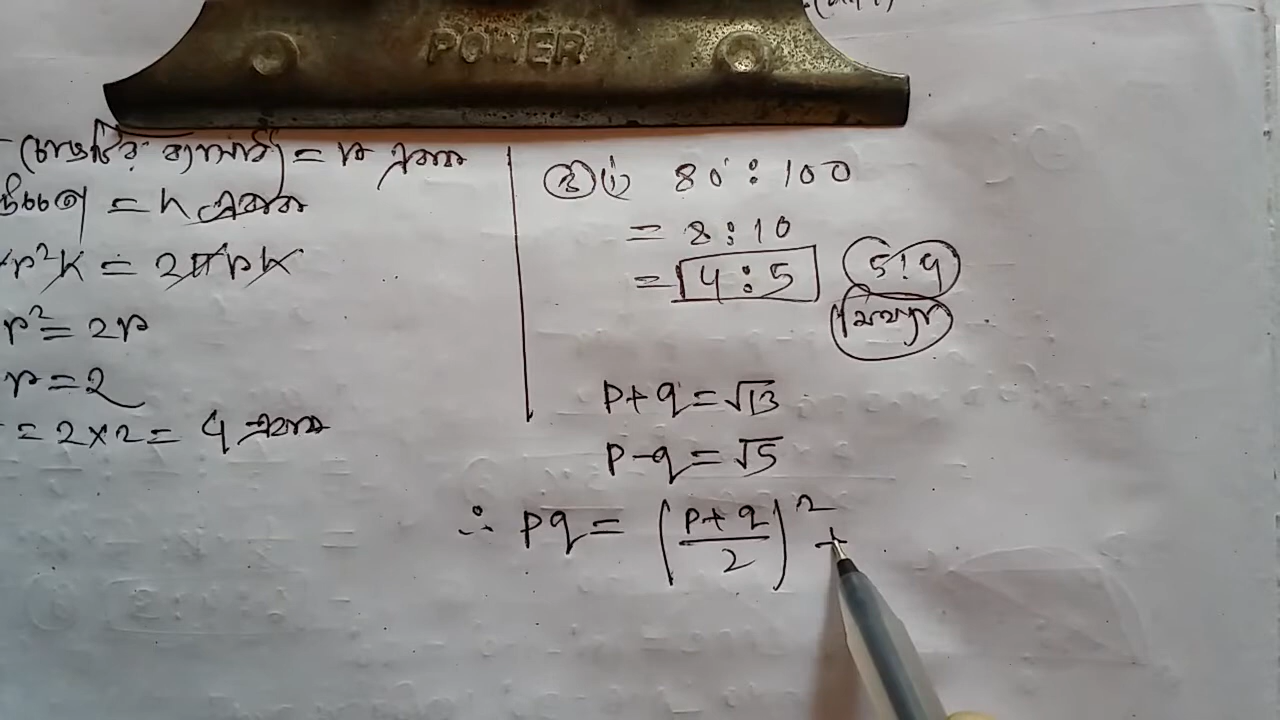 POWER
চোঙটির ব্যাসার্ধ = r একক
= h একক
r²h = 2πrh
r² = 2r
r = 2
= 2×2 = 4 একক
(i) 80 : 100
= 8 : 10
= 4 : 5
5 : 4
মিথ্যা
p+q = √13
p-q = √5
∴ pq = (p+q/2)² +